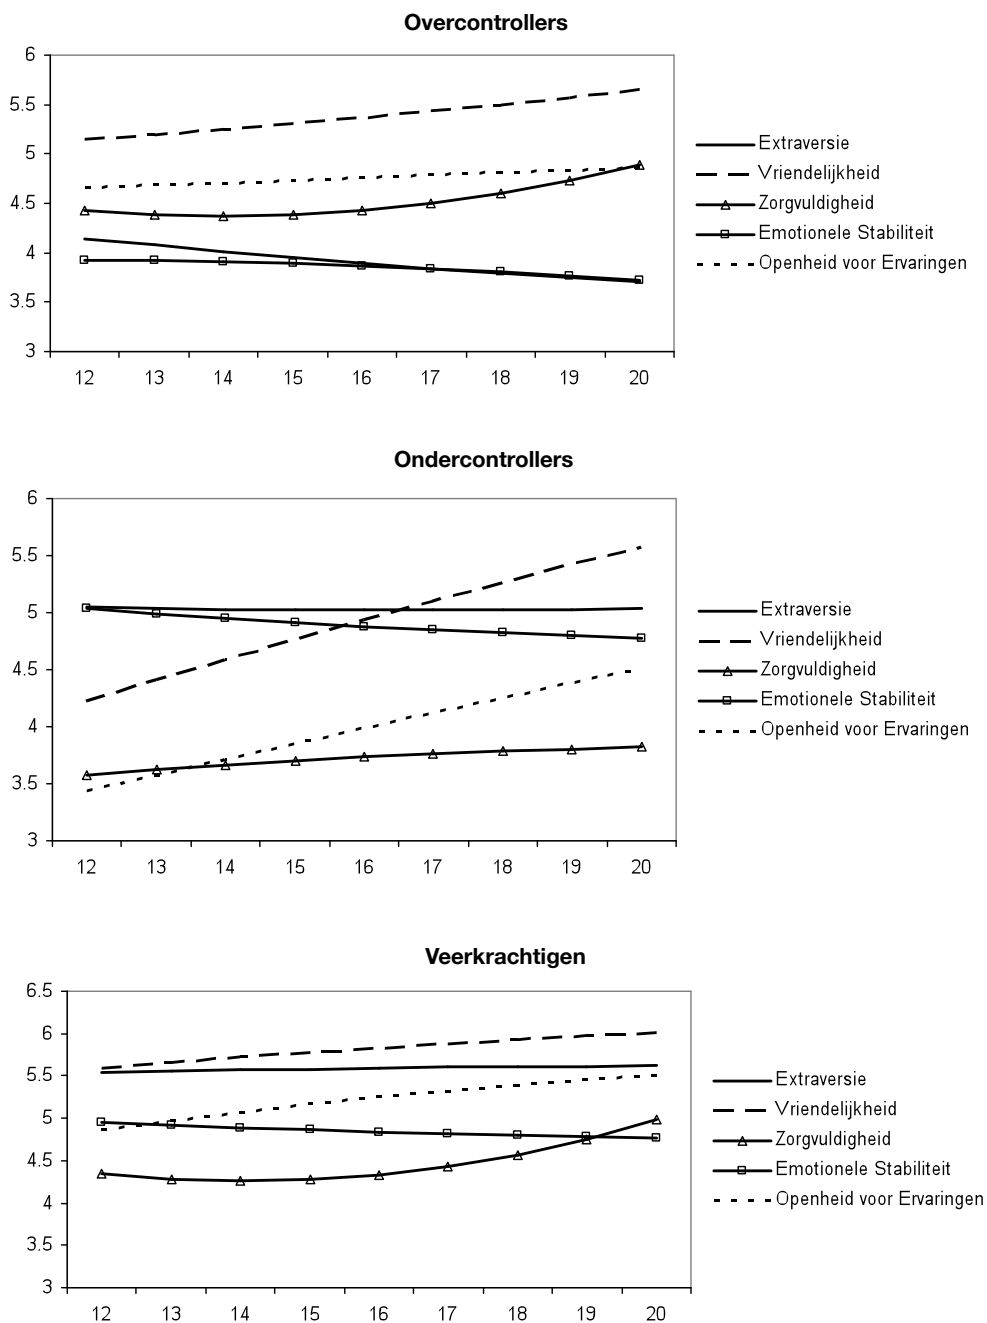 Overcontrollers
6
5.5
5
4.5
4
3.5
3
12 13 14 15 16 17 18 19 20
Extraversie
Vriendelijkheid
Zorgvuldigheid
Emotionele Stabiliteit
Openheid voor Ervaringen
Ondercontrollers
6
5.5
5
4.5
4
3.5
3
12 13 14 15 16 17 18 19 20
Extraversie
Vriendelijkheid
Zorgvuldigheid
Emotionele Stabiliteit
Openheid voor Ervaringen
Veerkrachtigen
6.5
6
5.5
5
4.5
4
3.5
3
12 13 14 15 16 17 18 19 20
Extraversie
Vriendelijkheid
Zorgvuldigheid
Emotionele Stabiliteit
Openheid voor Ervaringen